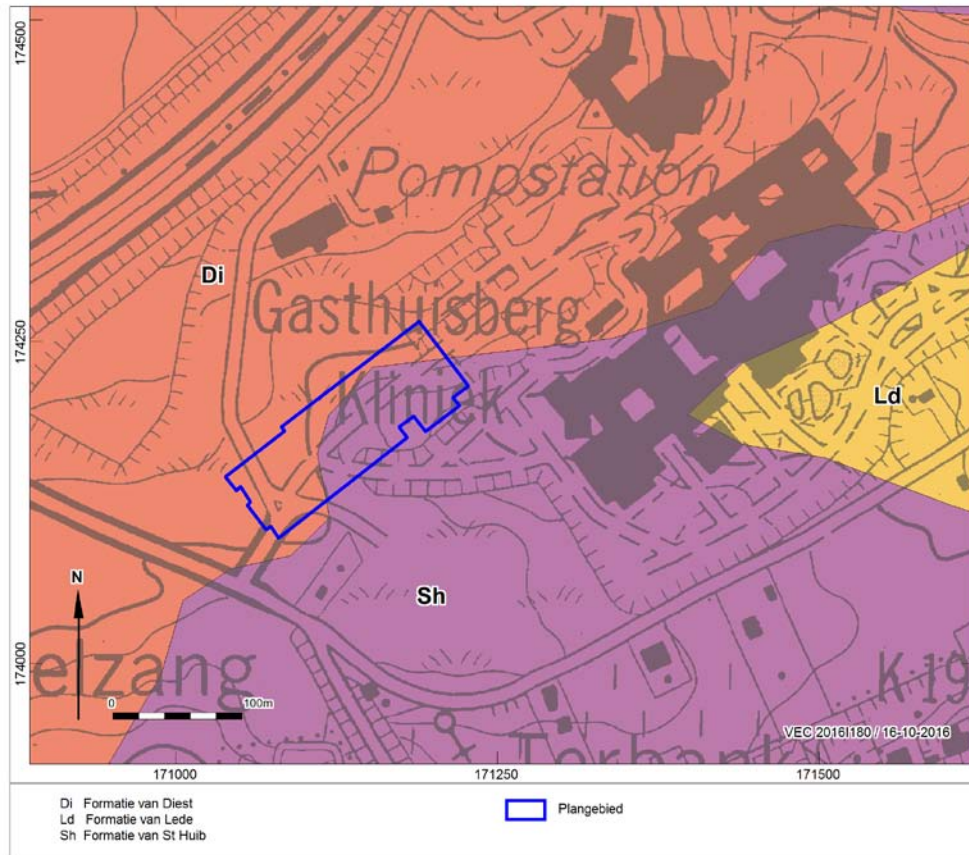 174500
Pompstation
Di
Gasthuisberg
174250
Kliniek
Ld
N
Sh
174000
elzang
0 100m
K 19
VEC 2016I180 / 16-10-2016
171000 171250 171500
Di Formatie van Diest
Ld Formatie van Lede
Sh Formatie van St Huib
Plangebied